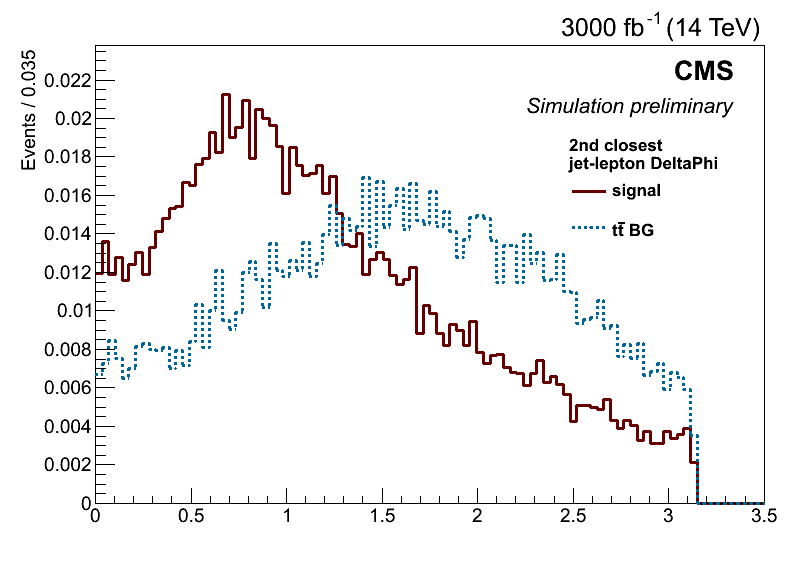 3000 fb-1 (14 TeV)
CMS
Simulation preliminary
2nd closest
jet-lepton DeltaPhi
signal
tt̄ BG
Events / 0.035
0.022
0.02
0.018
0.016
0.014
0.012
0.01
0.008
0.006
0.004
0.002
0
0 0.5 1 1.5 2 2.5 3 3.5